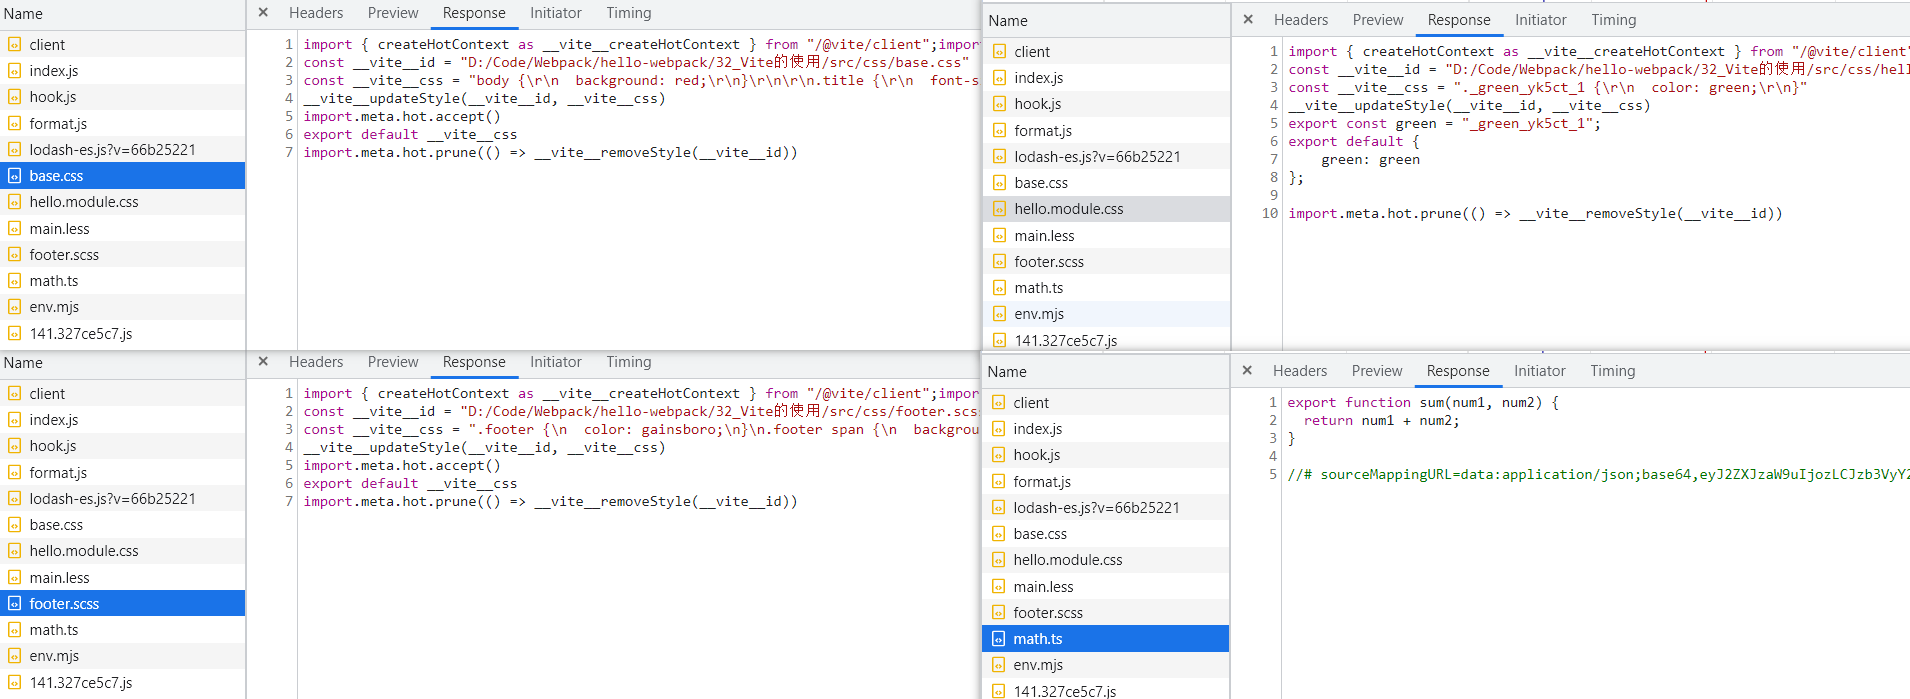 Name
client
index.js
hook.js
format.js
lodash-es.js?v=66b25221
base.css
hello.module.css
main.less
footer.scss
math.ts
env.mjs
141.327ce5c7.js
× Headers Preview Response Initiator Timing
1 import { createHotContext as __vite__createHotContext } from "/@vite/client";impor
2 const __vite__id = "D:/Code/Webpack/hello-webpack/32_Vite的使用/src/css/base.css"
3 const __vite__css = "body {\r\n  background: red;\r\n}\r\n\r\n.title {\r\n  font-s
4 __vite__updateStyle(__vite__id, __vite__css)
5 import.meta.hot.accept()
6 export default __vite__css
7 import.meta.hot.prune(() => __vite__removeStyle(__vite__id))
Name
client
index.js
hook.js
format.js
lodash-es.js?v=66b25221
base.css
hello.module.css
main.less
footer.scss
math.ts
env.mjs
141.327ce5c7.js
× Headers Preview Response Initiator Timing
1 import { createHotContext as __vite__createHotContext } from "/@vite/client"
2 const __vite__id = "D:/Code/Webpack/hello-webpack/32_Vite的使用/src/css/hell
3 const __vite__css = "._green_yk5ct_1 {\r\n  color: green;\r\n}"
4 __vite__updateStyle(__vite__id, __vite__css)
5 export const green = "_green_yk5ct_1";
6 export default {
7     green: green
8 };
9
10 import.meta.hot.prune(() => __vite__removeStyle(__vite__id))
Name
client
index.js
hook.js
format.js
lodash-es.js?v=66b25221
base.css
hello.module.css
main.less
footer.scss
math.ts
env.mjs
141.327ce5c7.js
× Headers Preview Response Initiator Timing
1 import { createHotContext as __vite__createHotContext } from "/@vite/client";impor
2 const __vite__id = "D:/Code/Webpack/hello-webpack/32_Vite的使用/src/css/footer.scs
3 const __vite__css = ".footer {\n  color: gainsboro;\n}\n.footer span {\n  backgrou
4 __vite__updateStyle(__vite__id, __vite__css)
5 import.meta.hot.accept()
6 export default __vite__css
7 import.meta.hot.prune(() => __vite__removeStyle(__vite__id))
Name
client
index.js
hook.js
format.js
lodash-es.js?v=66b25221
base.css
hello.module.css
main.less
footer.scss
math.ts
env.mjs
141.327ce5c7.js
× Headers Preview Response Initiator Timing
1 export function sum(num1, num2) {
2   return num1 + num2;
3 }
4
5 //# sourceMappingURL=data:application/json;base64,eyJ2ZXJzaW9uIjozLCJzb3VyY2